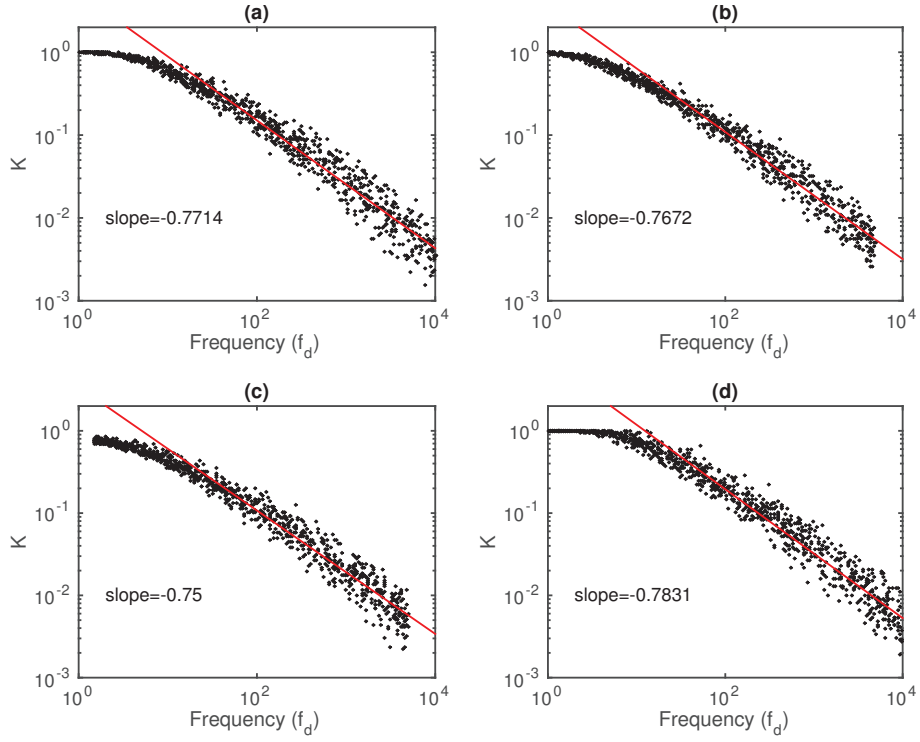 (a)
10^0
10^-1
10^-2
10^-3
K
slope=-0.7714
10^0
10^2
10^4
Frequency (f_d)
(b)
10^0
10^-1
10^-2
10^-3
K
slope=-0.7672
10^0
10^2
10^4
Frequency (f_d)
(c)
10^0
10^-1
10^-2
10^-3
K
slope=-0.75
10^0
10^2
10^4
Frequency (f_d)
(d)
10^0
10^-1
10^-2
10^-3
K
slope=-0.7831
10^0
10^2
10^4
Frequency (f_d)